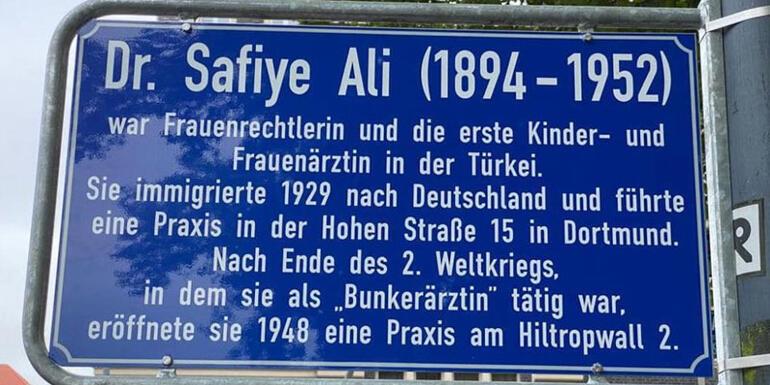 Dr. Safiye Ali (1894 – 1952)
war Frauenrechtlerin und die erste Kinder- und
Frauenärztin in der Türkei.
Sie immigrierte 1929 nach Deutschland und führte
eine Praxis in der Hohen Straße 15 in Dortmund.
Nach Ende des 2. Weltkriegs,
in dem sie als „Bunkerärztin“ tätig war,
eröffnete sie 1948 eine Praxis am Hiltropwall 2.